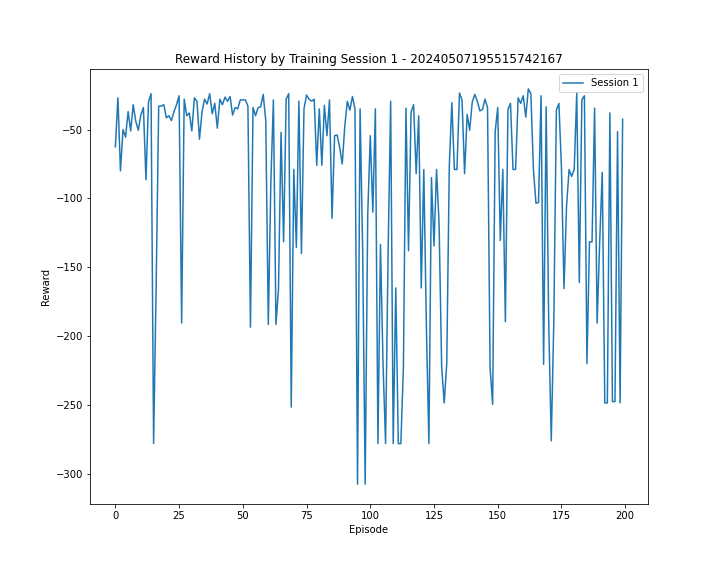 Reward History by Training Session 1 - 20240507195515742167
Session 1
−50
−100
−150
−200
−250
−300
Reward
0 25 50 75 100 125 150 175 200
Episode